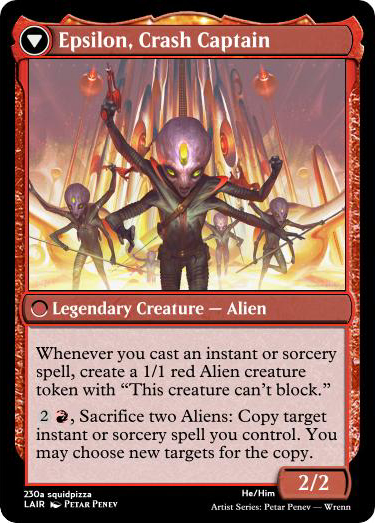 Epsilon, Crash Captain
Legendary Creature — Alien
Whenever you cast an instant or sorcery
spell, create a 1/1 red Alien creature
token with “This creature can’t block.”
2 , Sacrifice two Aliens: Copy target
instant or sorcery spell you control. You
may choose new targets for the copy.
2/2
230a squidpizza
He/Him
LAIR Petar Penev
Artist Series: Petar Penev — Wrenn